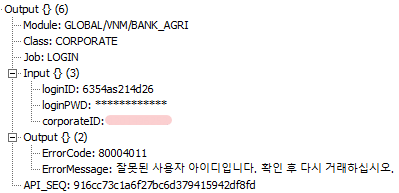 Output {} (6)
Module: GLOBAL/VNM/BANK_AGRI
Class: CORPORATE
Job: LOGIN
Input {} (3)
loginID: 6354as214d26
loginPWD: ************
corporateID:
Output {} (2)
ErrorCode: 80004011
ErrorMessage: 잘못된 사용자 아이디입니다. 확인 후 다시 거래하십시오.
API_SEQ: 916cc73c1a6f27bc6d379415942df8fd